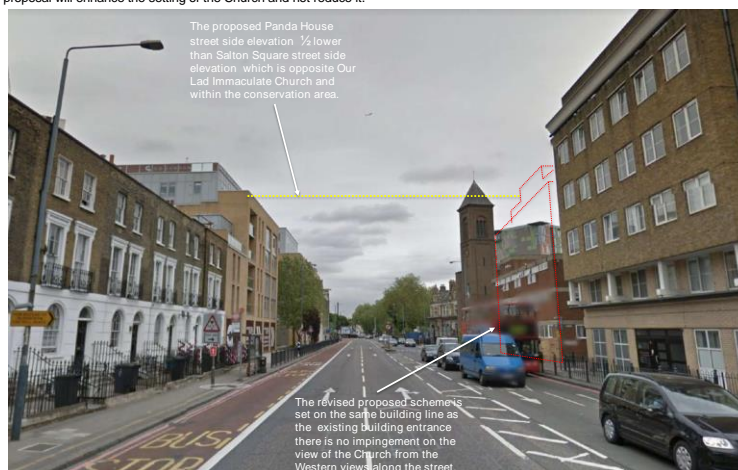 proposal will enhance the setting of the Church and not reduce it.
The proposed Panda House
street side elevation ½ lower
than Salton Square street side
elevation which is opposite Our
Lad Immaculate Church and
within the conservation area.
The revised proposed scheme is
set on the same building line as
the existing building entrance
there is no impingement on the
view of the Church from the
Western views along the street
BUS
STOP